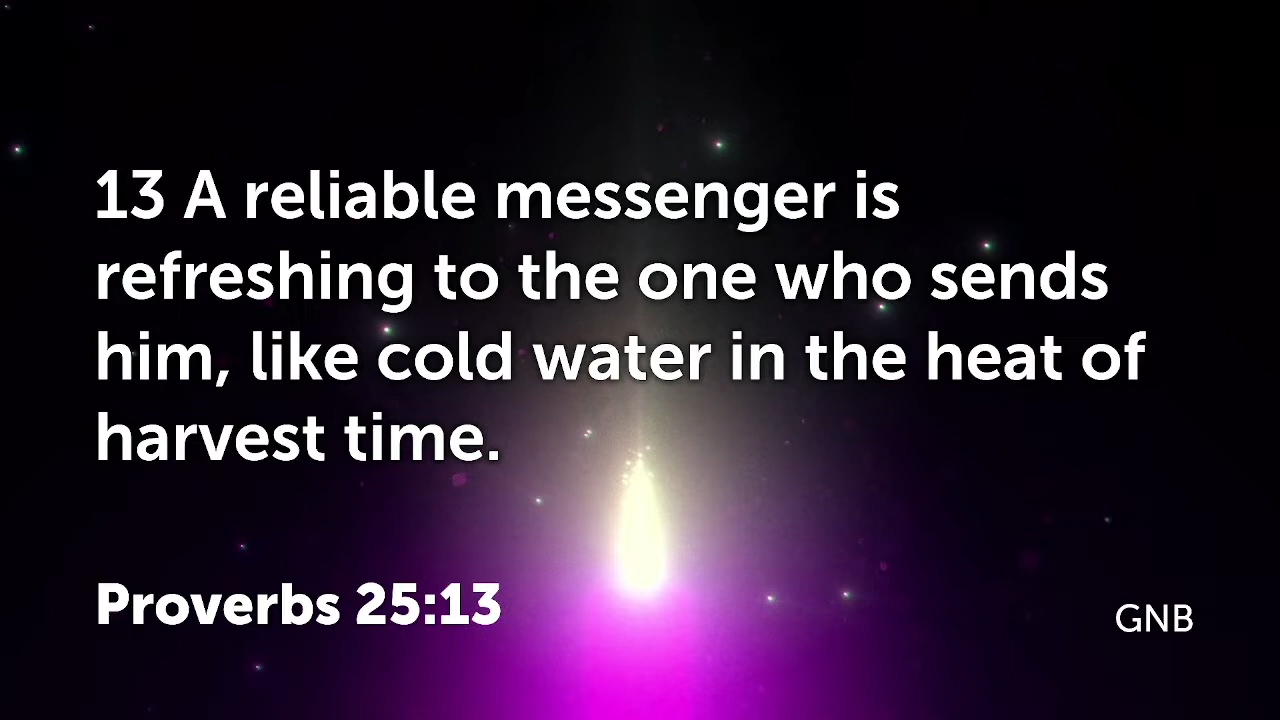 13 A reliable messenger is
refreshing to the one who sends
him, like cold water in the heat of
harvest time.
Proverbs 25:13
GNB